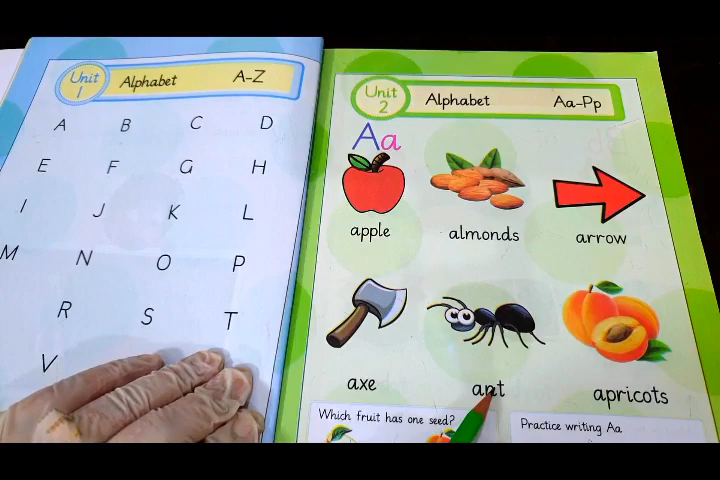 Unit
1
Alphabet A-Z
A B C D
E F G H
I J K L
M N O P
R S T
V
Unit
2
Alphabet Aa-Pp
Aa
apple almonds arrow
axe ant apricots
Which fruit has one seed?
Practice writing Aa